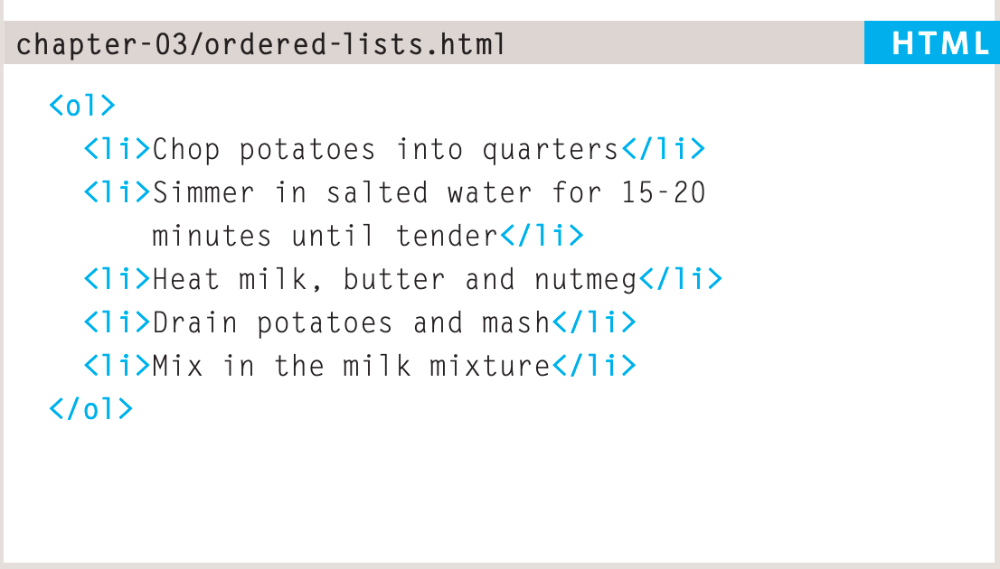 chapter-03/ordered-lists.html HTML
<ol>
<li>Chop potatoes into quarters</li>
<li>Simmer in salted water for 15-20
minutes until tender</li>
<li>Heat milk, butter and nutmeg</li>
<li>Drain potatoes and mash</li>
<li>Mix in the milk mixture</li>
</ol>